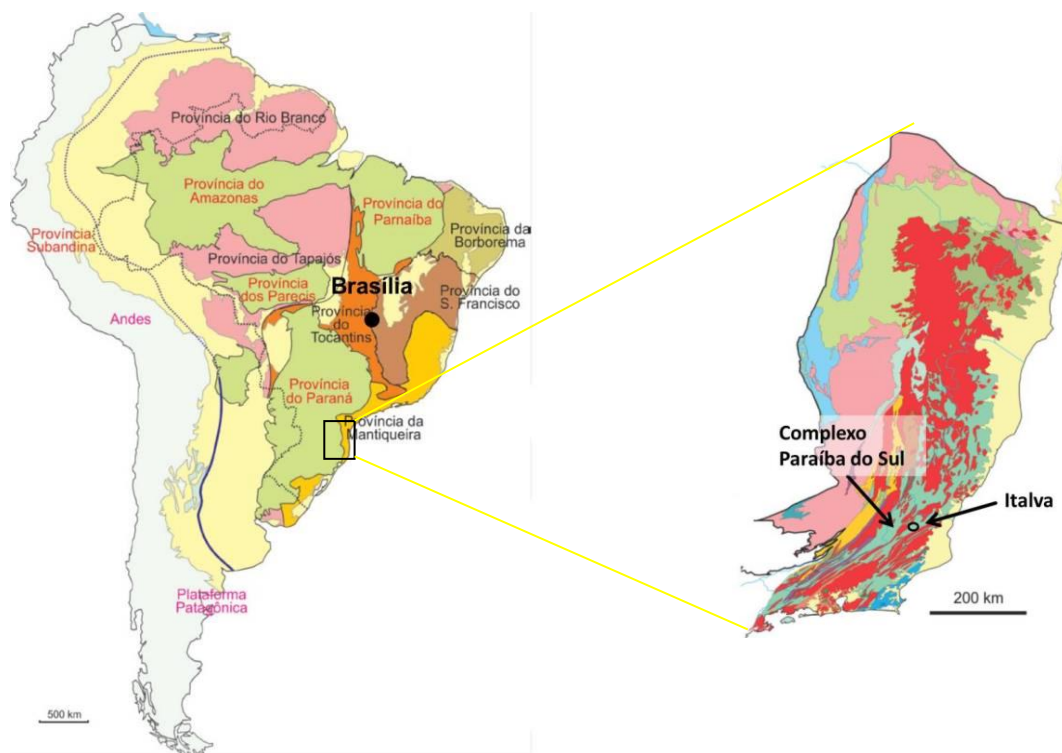 Província do Rio Branco
Província do
Amazonas
Província do
Parnaíba
Província
Subandina
Província da
Borborema
Província do Tapajós
Província
dos Parecis
Brasília
Província do
S. Francisco
Província
do
Tocantins
Andes
Província
do Paraná
Província da
Mantiqueira
Plataforma
Patagônica
500 km
Complexo
Paraíba do Sul
Italva
200 km